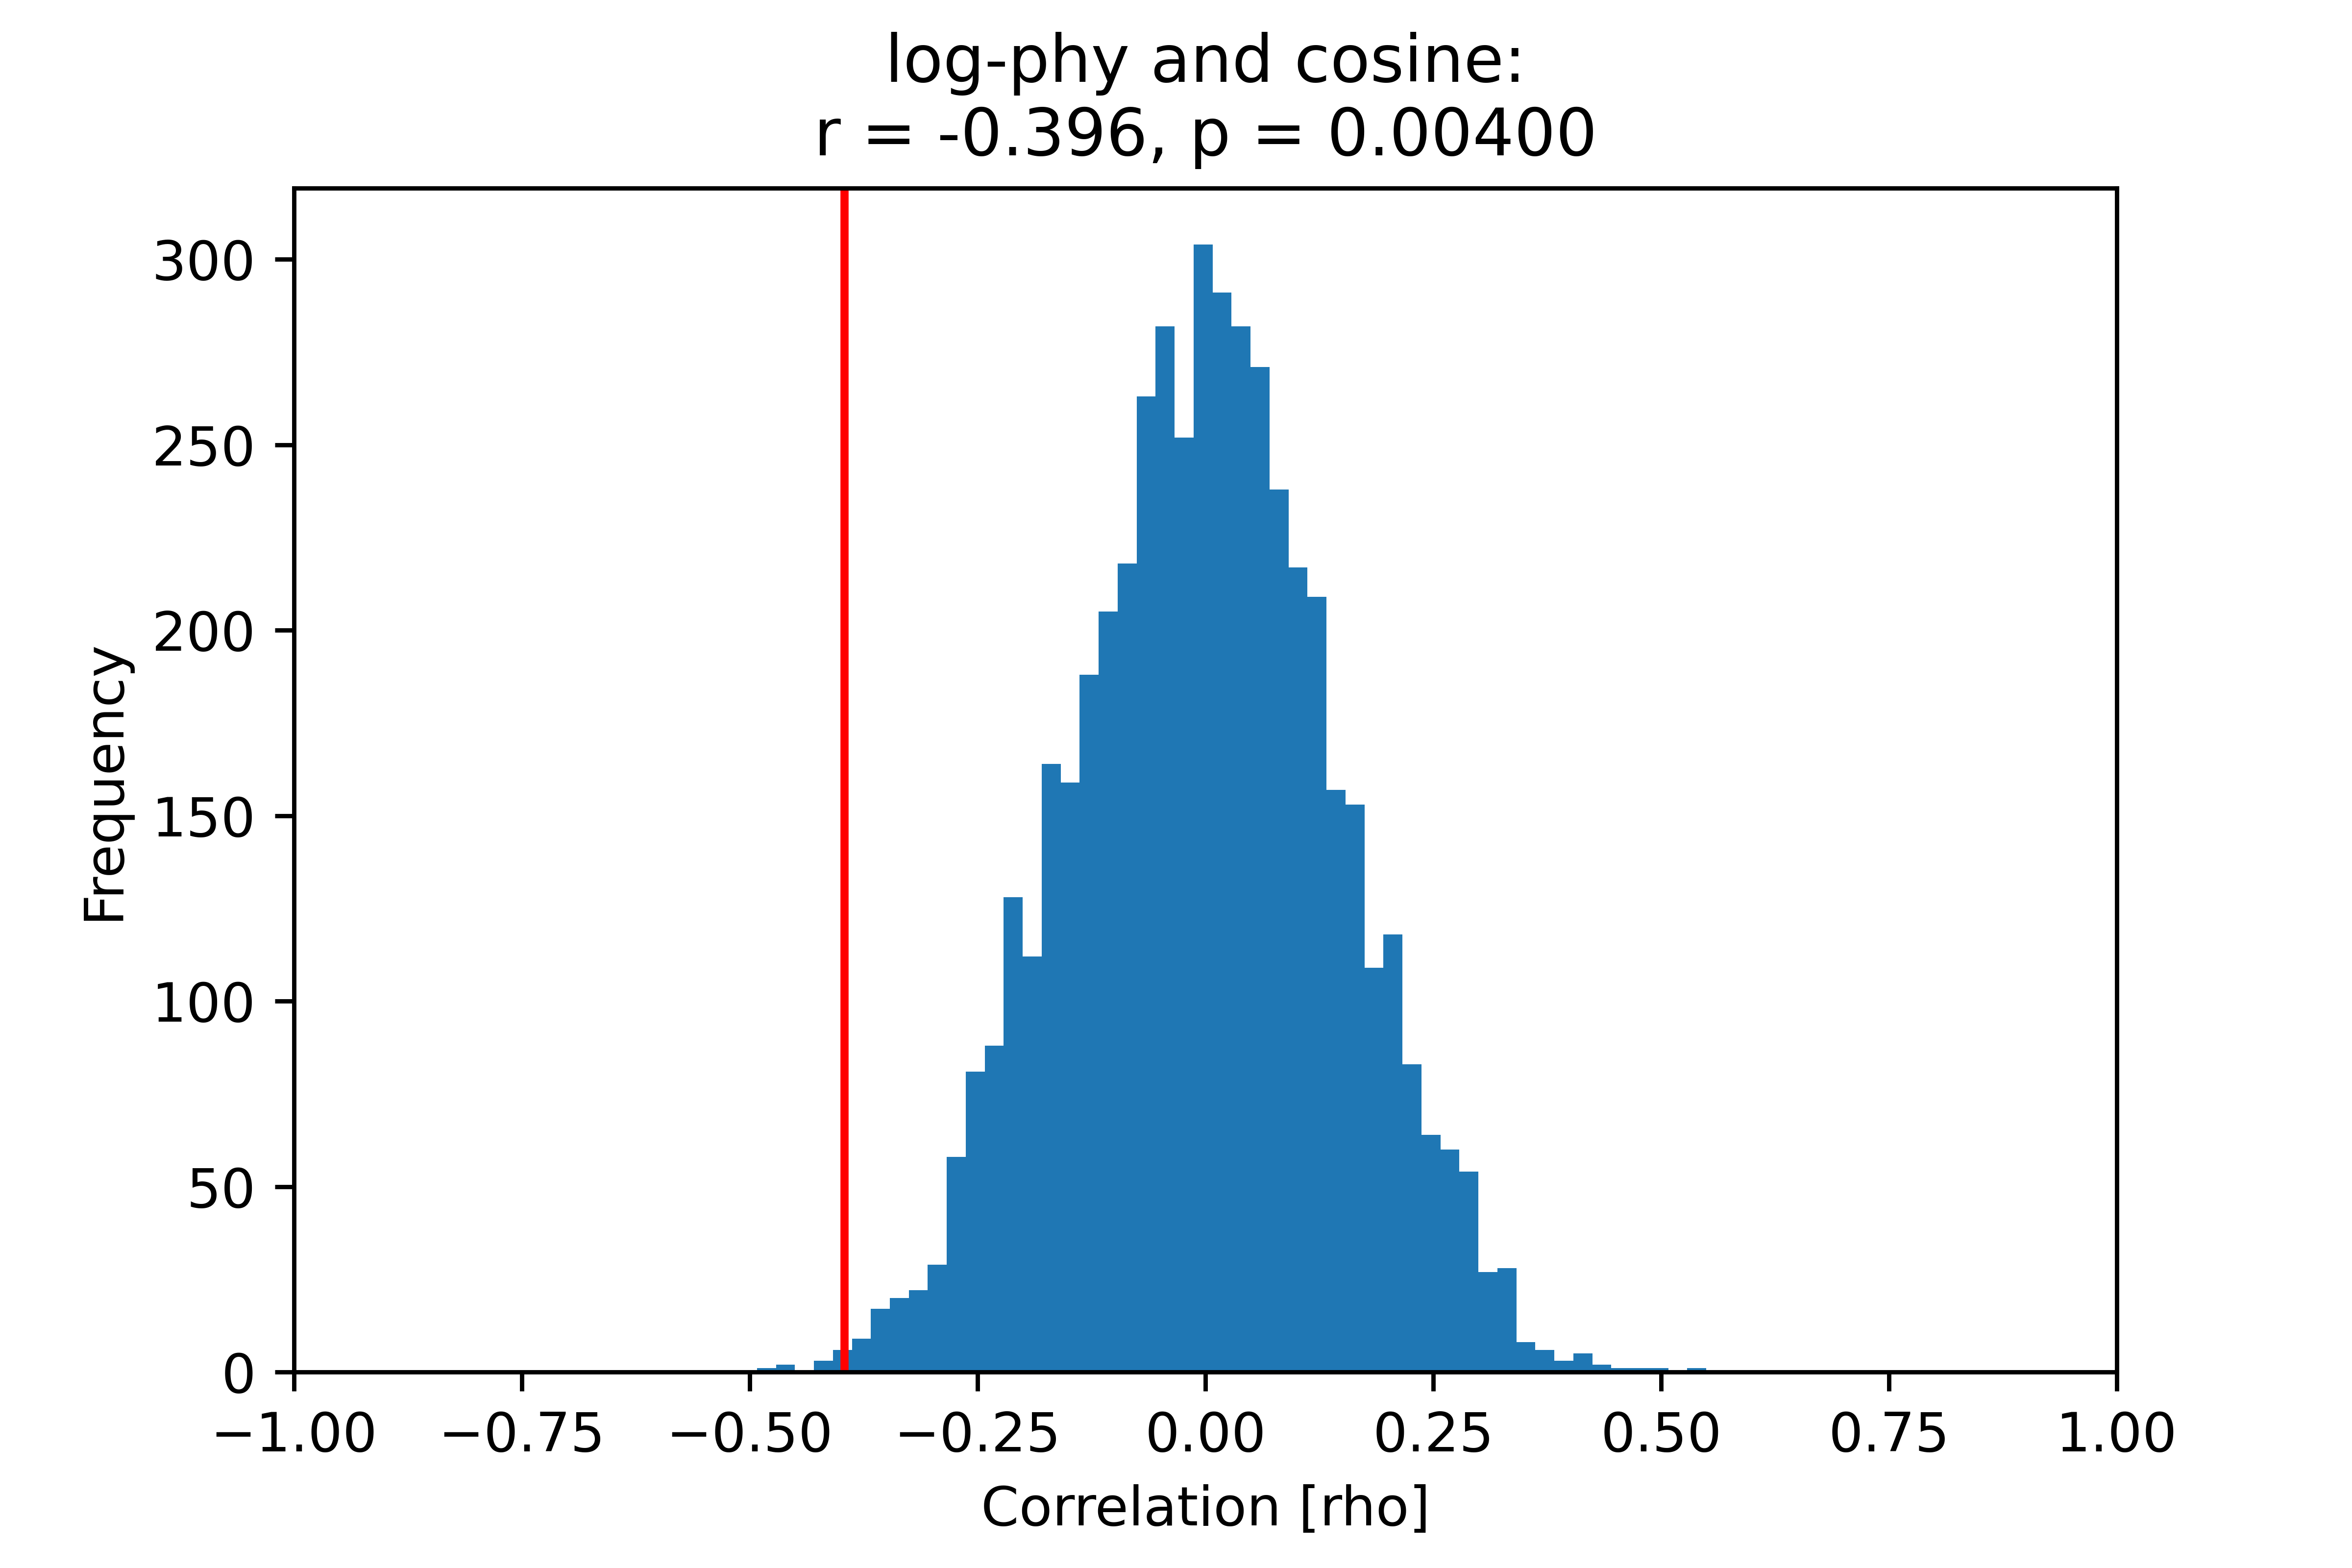 log-phy and cosine:
r = -0.396, p = 0.00400
300
250
200
150
100
50
0
Frequency
−1.00 −0.75 −0.50 −0.25 0.00 0.25 0.50 0.75 1.00
Correlation [rho]